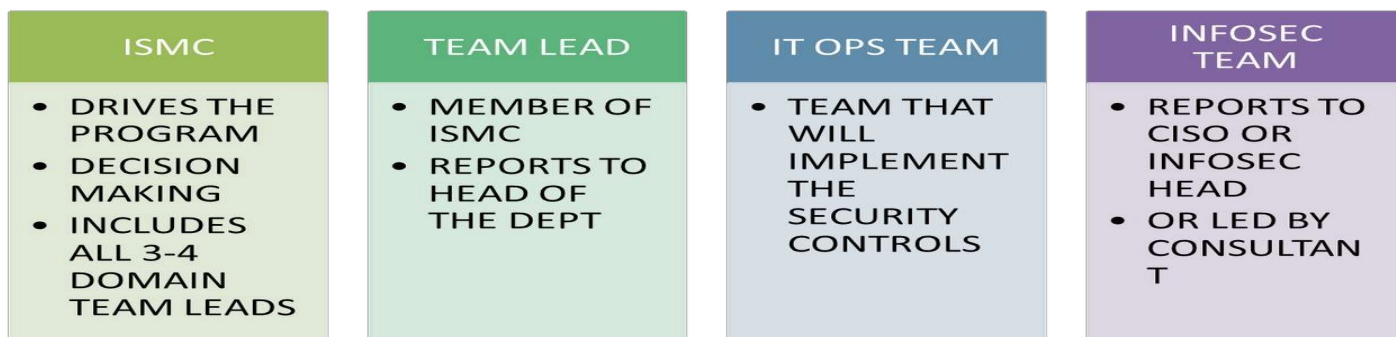 ISMC
• DRIVES THE
PROGRAM
• DECISION
MAKING
• INCLUDES
ALL 3-4
DOMAIN
TEAM LEADS
TEAM LEAD
• MEMBER OF
ISMC
• REPORTS TO
HEAD OF
THE DEPT
IT OPS TEAM
• TEAM THAT
WILL
IMPLEMENT
THE
SECURITY
CONTROLS
INFOSEC
TEAM
• REPORTS TO
CISO OR
INFOSEC
HEAD
• OR LED BY
CONSULTAN
T